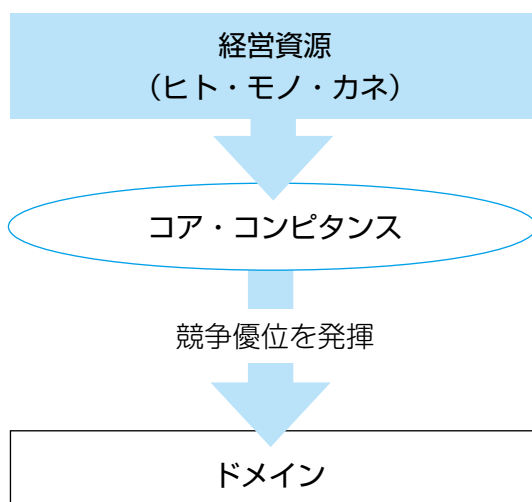 経営資源
（ヒト・モノ・カネ）
コア・コンピタンス
競争優位を発揮
ドメイン